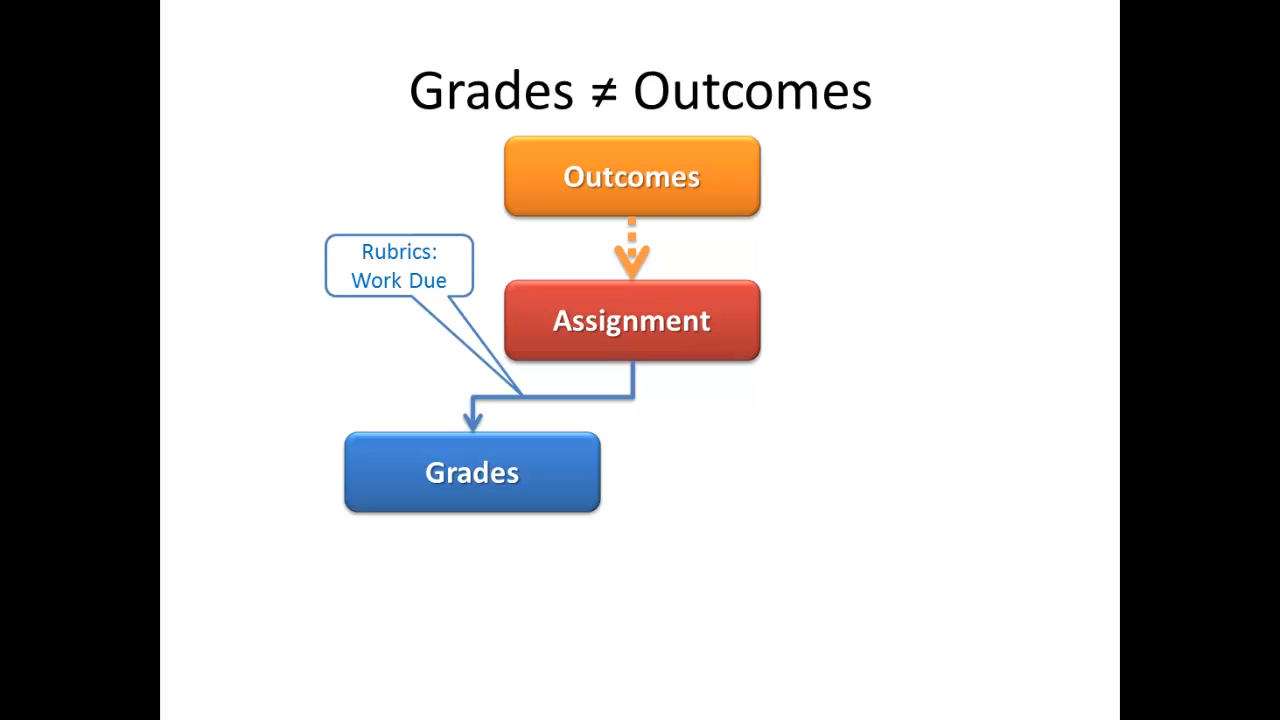 Grades ≠ Outcomes
Outcomes
Rubrics:
Work Due
Assignment
Grades